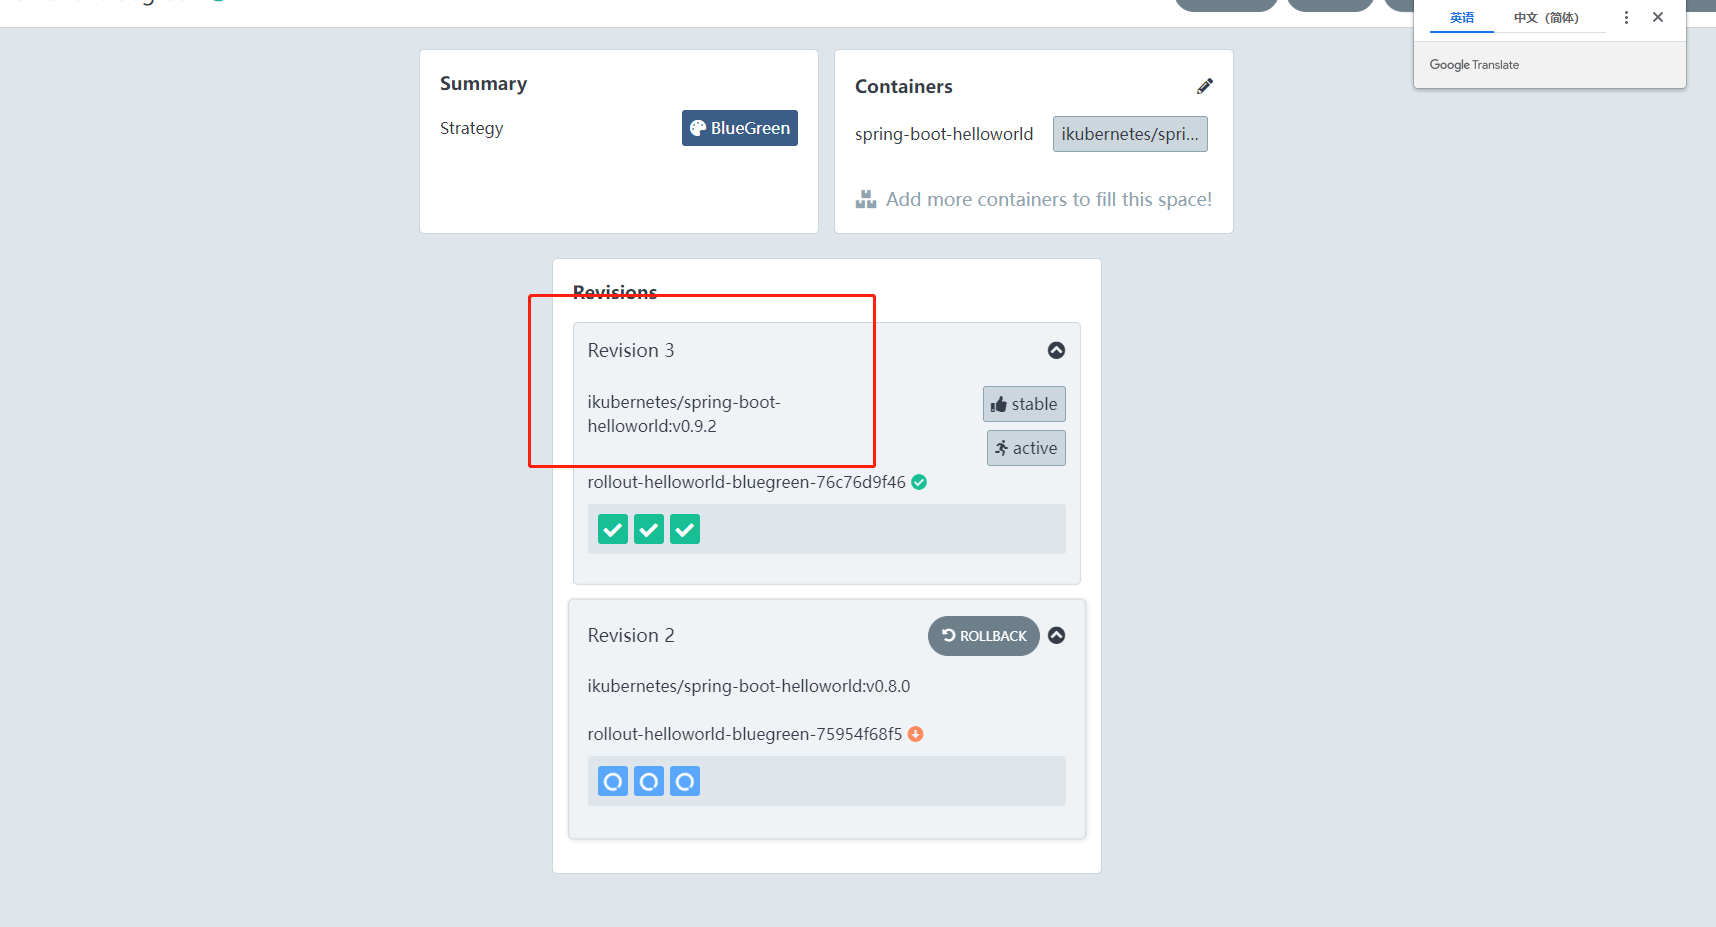 英语
中文（简体）
Google Translate
Summary
Strategy
BlueGreen
Containers
spring-boot-helloworld
ikubernetes/spri...
Add more containers to fill this space!
Revisions
Revision 3
ikubernetes/spring-boot-
helloworld:v0.9.2
stable
active
rollout-helloworld-bluegreen-76c76d9f46
Revision 2
ROLLBACK
ikubernetes/spring-boot-helloworld:v0.8.0
rollout-helloworld-bluegreen-75954f68f5